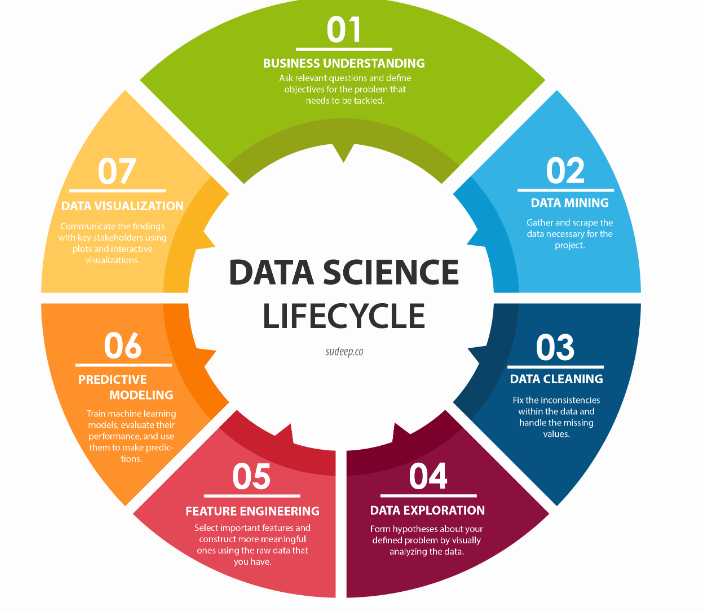 01
BUSINESS UNDERSTANDING
Ask relevant questions and define
objectives for the problem that
needs to be tackled.
02
DATA MINING
Gather and scrape the
data necessary for the
project.
03
DATA CLEANING
Fix the inconsistencies
within the data and
handle the missing
values.
04
DATA EXPLORATION
Form hypotheses about your
defined problem by visually
analyzing the data.
05
FEATURE ENGINEERING
Select important features and
construct more meaningful
ones using the raw data that
you have.
06
PREDICTIVE
MODELING
Train machine learning
models, evaluate their
performance, and use
them to make predic-
tions.
07
DATA VISUALIZATION
Communicate the findings
with key stakeholders using
plots and interactive
visualizations.
DATA SCIENCE
LIFECYCLE
sudeep.co